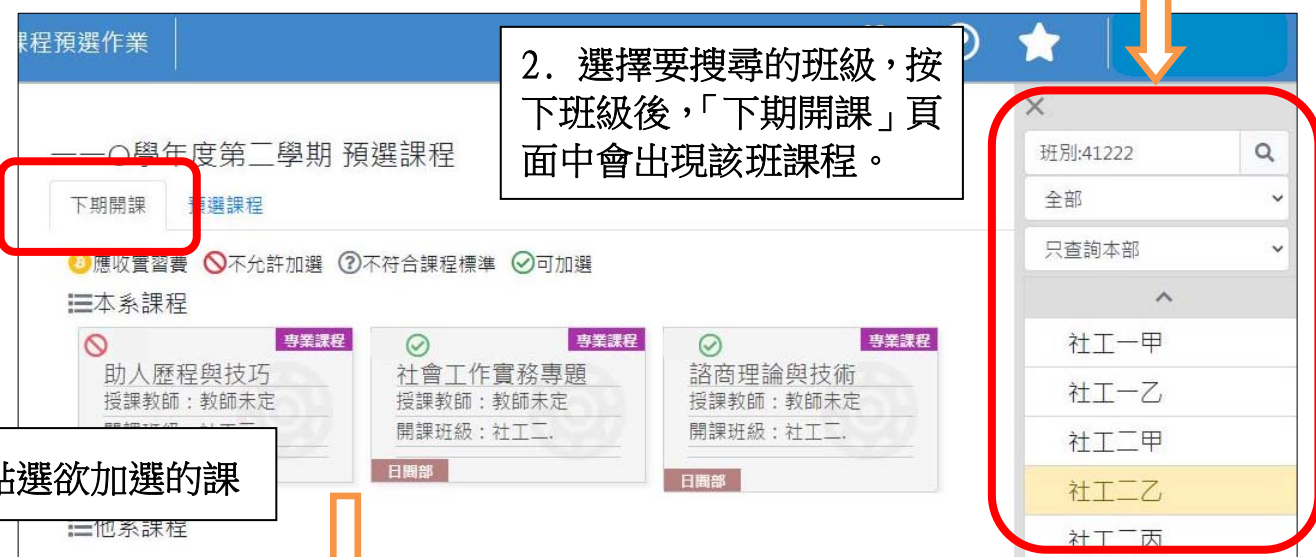 課程預選作業
2. 選擇要搜尋的班級，按
下班級後，「下期開課」頁
面中會出現該班課程。
一一○學年度第二學期 預選課程
下期開課 預選課程
應收實習費 不允許加選 不符合課程標準 可加選
本系課程
專業課程
助人歷程與技巧
授課教師：教師未定
專業課程
社會工作實務專題
授課教師：教師未定
開課班級：社工二.
日間部
專業課程
諮商理論與技術
授課教師：教師未定
開課班級：社工二.
日間部
點選欲加選的課
他系課程
班別:41222
全部
只查詢本部
社工一甲
社工一乙
社工二甲
社工二乙
社工二丙